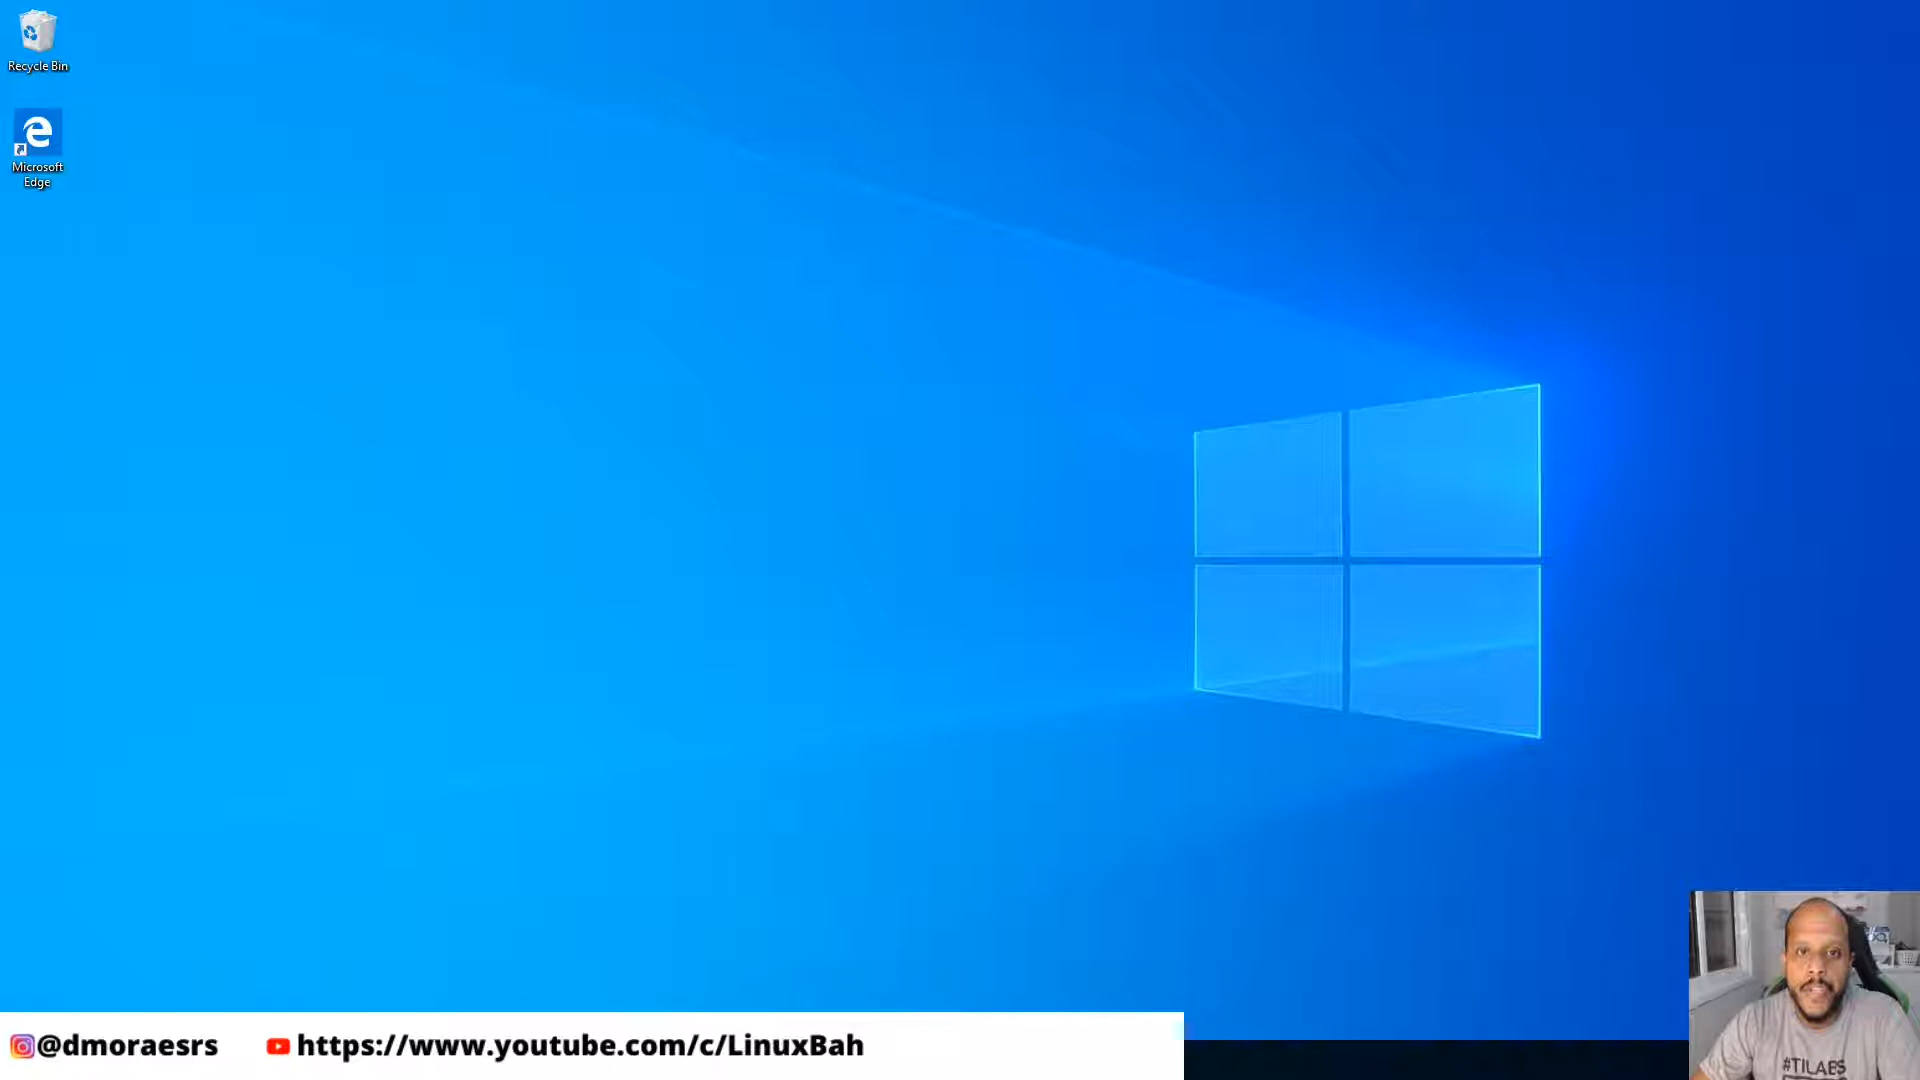 Recycle Bin
Microsoft
Edge
@dmoraesrs
https://www.youtube.com/c/LinuxBah
#TILABS